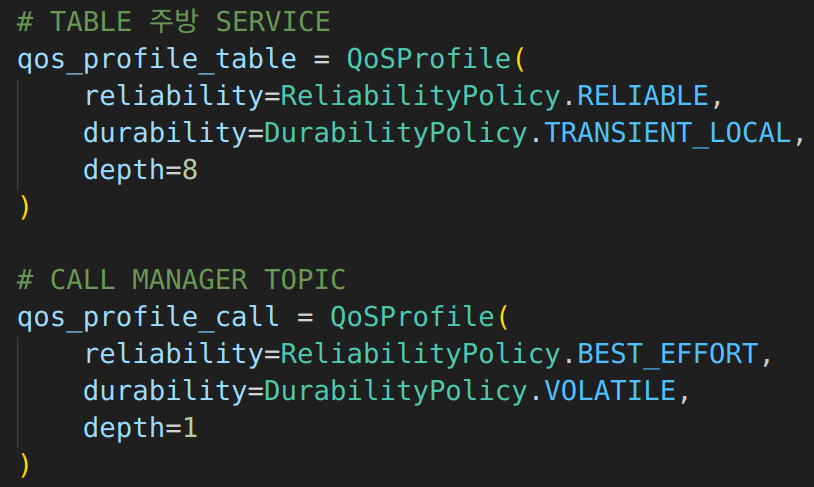 # TABLE 주방 SERVICE
qos_profile_table = QoSProfile(
    reliability=ReliabilityPolicy.RELIABLE,
    durability=DurabilityPolicy.TRANSIENT_LOCAL,
    depth=8
)

# CALL MANAGER TOPIC
qos_profile_call = QoSProfile(
    reliability=ReliabilityPolicy.BEST_EFFORT,
    durability=DurabilityPolicy.VOLATILE,
    depth=1
)